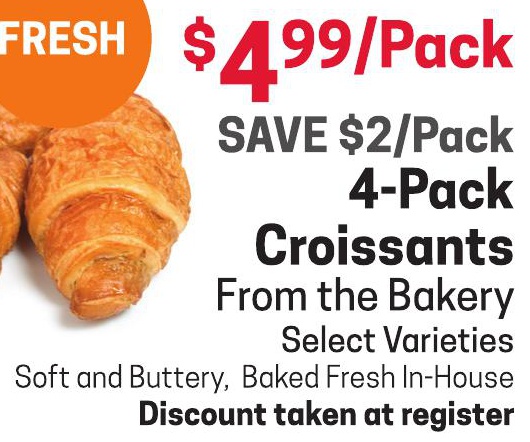 FRESH
$4.99/Pack
SAVE $2/Pack
4-Pack
Croissants
From the Bakery
Select Varieties
Soft and Buttery, Baked Fresh In-House
Discount taken at register